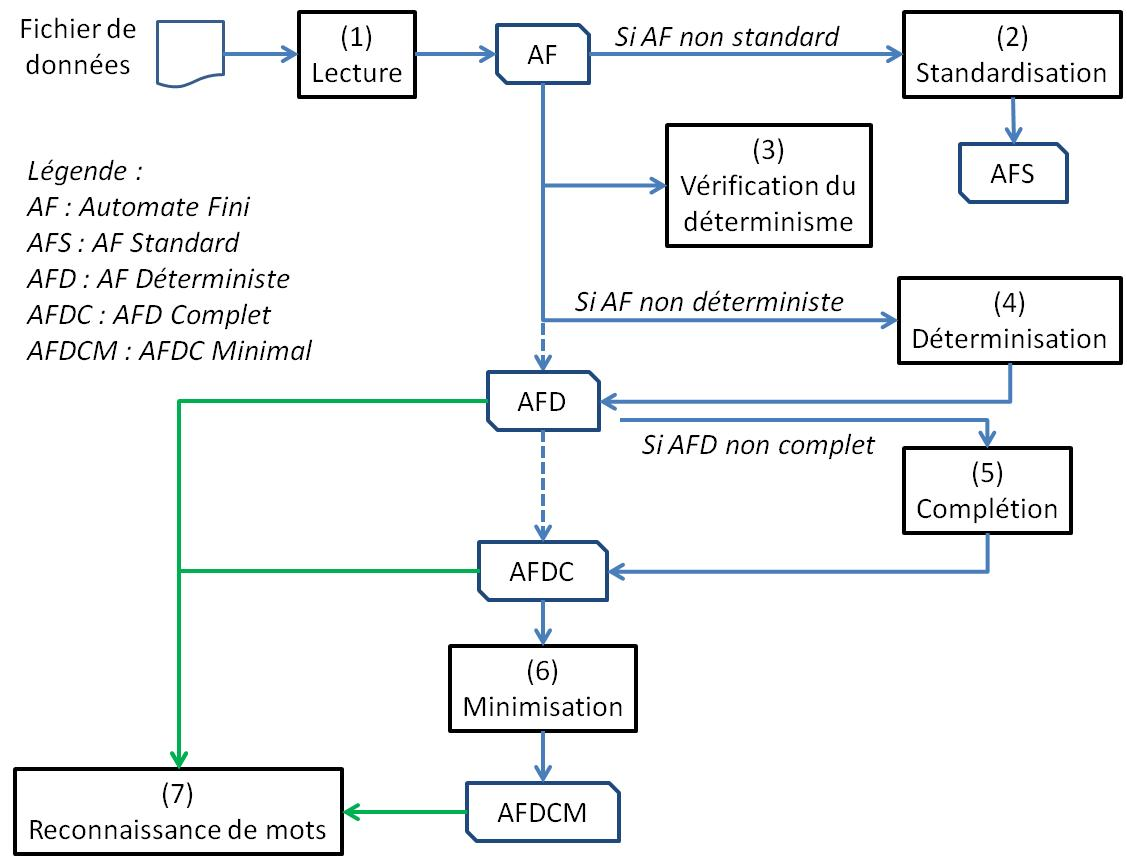 Fichier de
données
(1)
Lecture
AF
Si AF non standard
(2)
Standardisation
AFS
(3)
Vérification du
déterminisme
Légende :
AF : Automate Fini
AFS : AF Standard
AFD : AF Déterministe
AFDC : AFD Complet
AFDCM : AFDC Minimal
Si AF non déterministe
(4)
Déterminisation
AFD
Si AFD non complet
(5)
Complétion
AFDC
(6)
Minimisation
(7)
Reconnaissance de mots
AFDCM